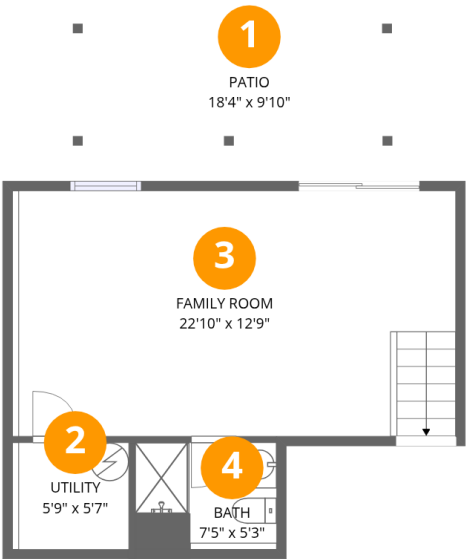 1
PATIO
18'4" x 9'10"
3
FAMILY ROOM
22'10" x 12'9"
2
UTILITY
5'9" x 5'7"
4
BATH
7'5" x 5'3"